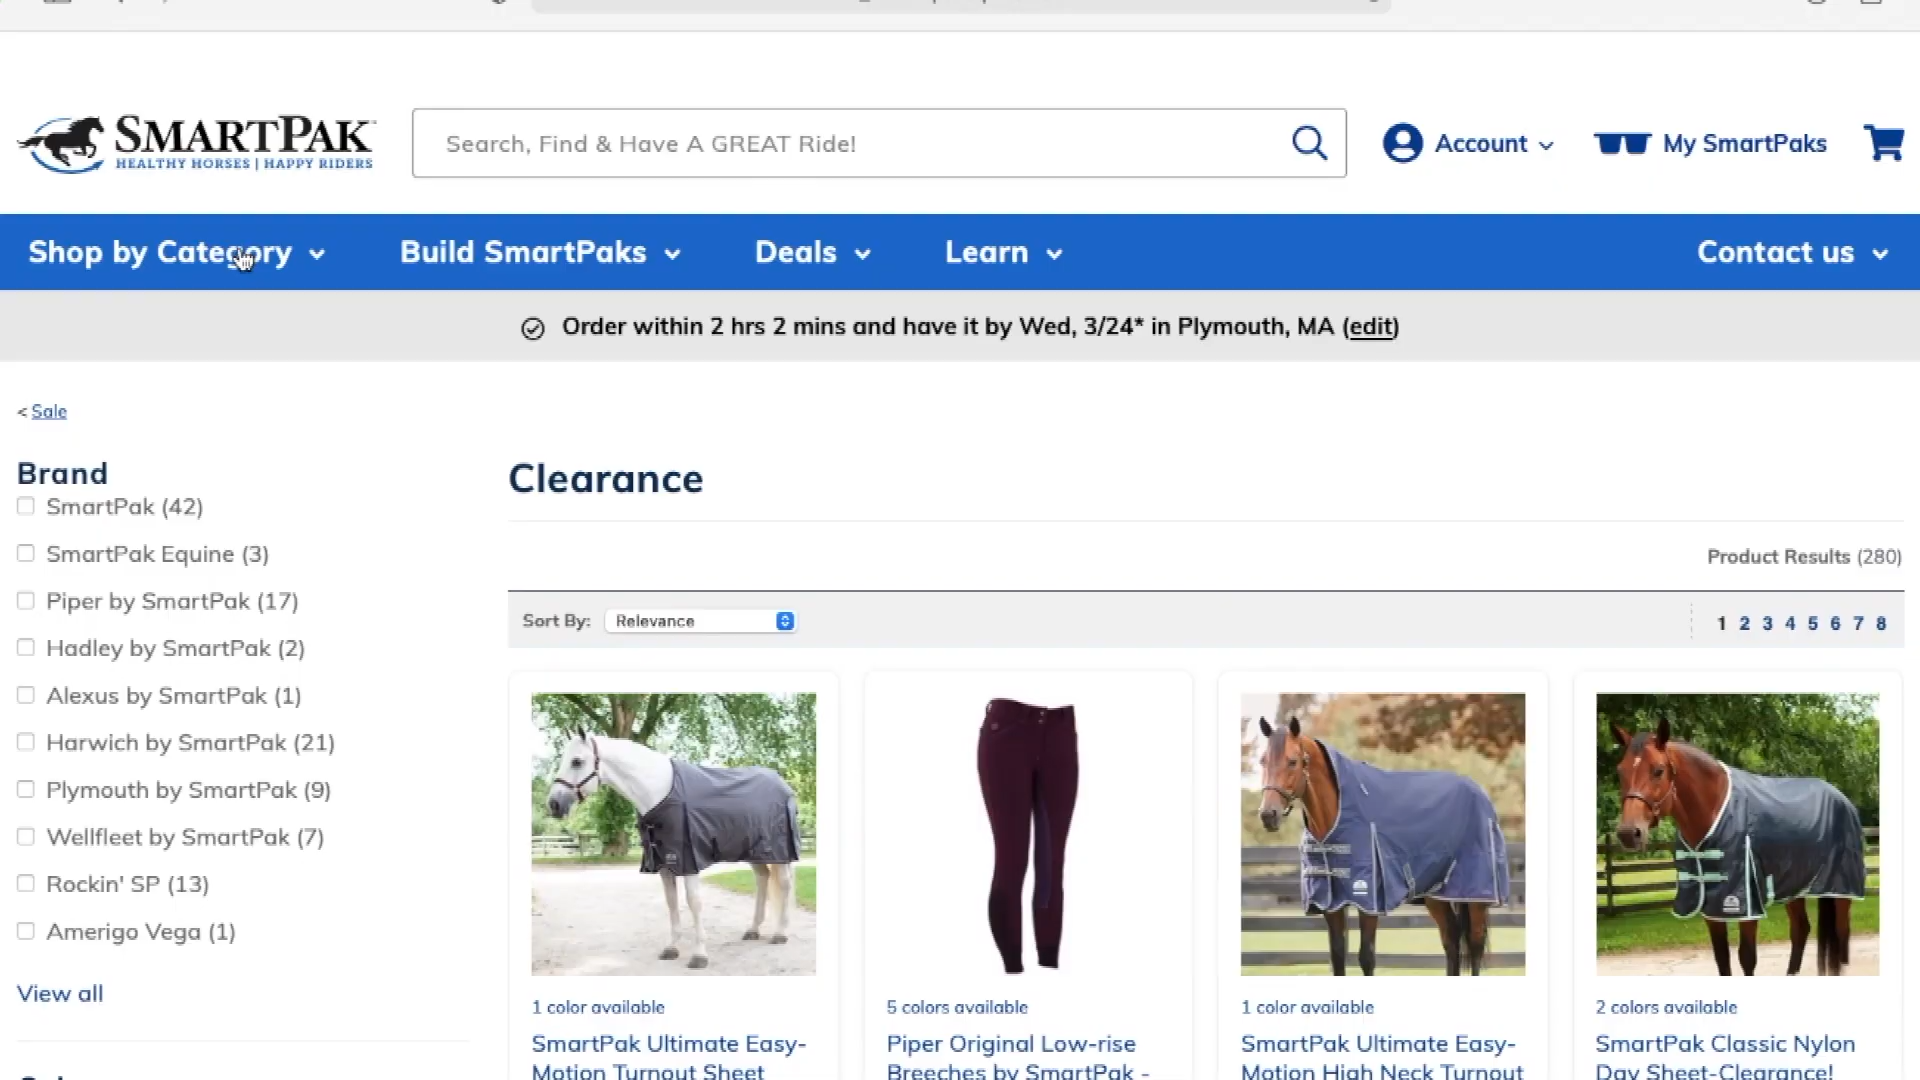 SMARTPAK
HEALTHY HORSES | HAPPY RIDERS
Search, Find & Have A GREAT Ride!
Account
My SmartPaks
Shop by Category
Build SmartPaks
Deals
Learn
Contact us
Order within 2 hrs 2 mins and have it by Wed, 3/24* in Plymouth, MA (edit)
< Sale
Brand
SmartPak (42)
SmartPak Equine (3)
Piper by SmartPak (17)
Hadley by SmartPak (2)
Alexus by SmartPak (1)
Harwich by SmartPak (21)
Plymouth by SmartPak (9)
Wellfleet by SmartPak (7)
Rockin' SP (13)
Amerigo Vega (1)
View all
Clearance
Product Results (280)
Sort By: Relevance
1 2 3 4 5 6 7 8
1 color available
SmartPak Ultimate Easy-
Motion Turnout Sheet
5 colors available
Piper Original Low-rise
Breeches by SmartPak -
1 color available
SmartPak Ultimate Easy-
Motion High Neck Turnout
2 colors available
SmartPak Classic Nylon
Day Sheet-Clearance!